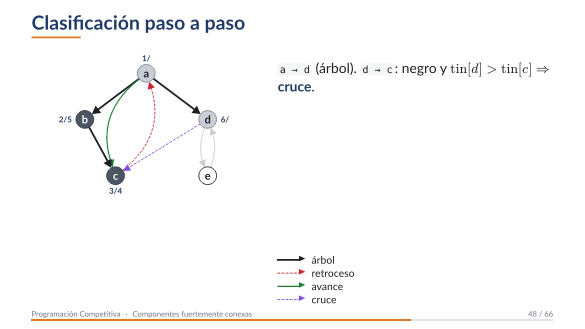 Clasificación paso a paso
1/
a
2/5
b
d
6/
c
e
3/4
a → d (árbol). d → c: negro y tin[d] > tin[c] ⇒
cruce.
árbol
retroceso
avance
cruce
Programación Competitiva · Componentes fuertemente conexas
48 / 66